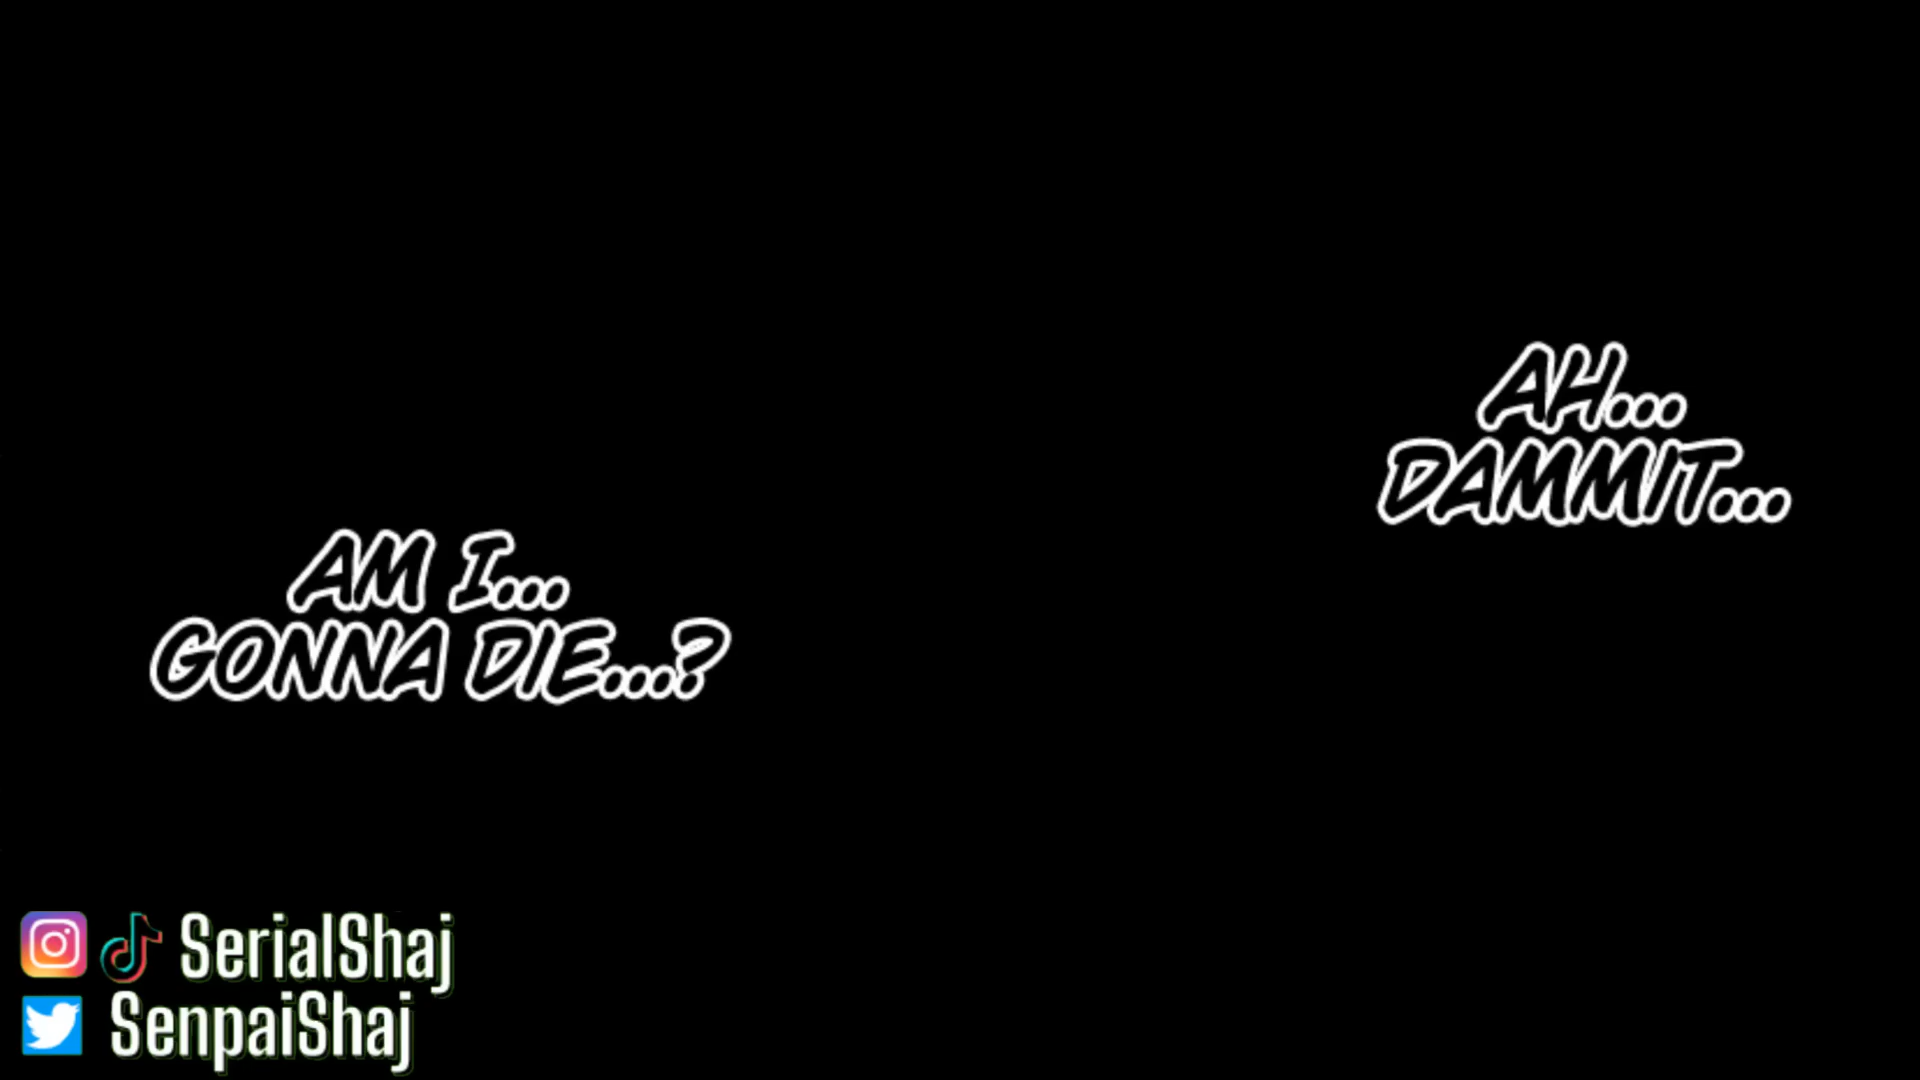 AH...
DAMMIT...
AM I...
GONNA DIE....?
SerialShaj
SenpaiShaj